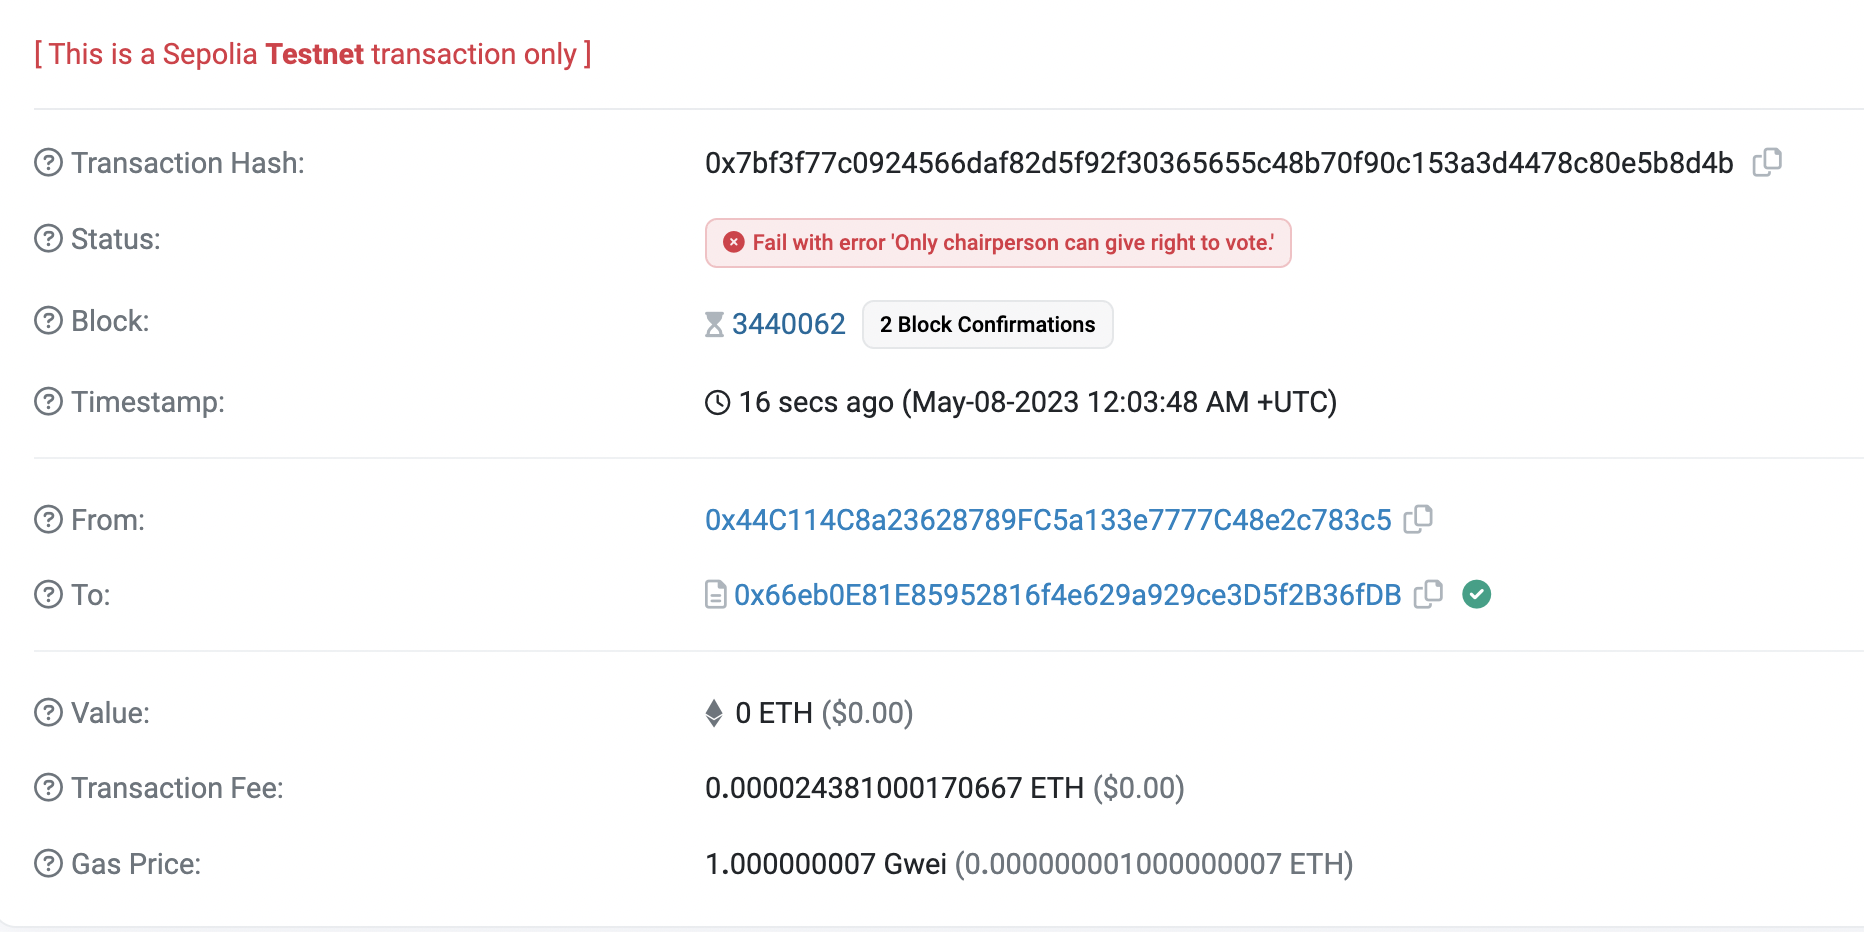 [ This is a Sepolia Testnet transaction only ]
Transaction Hash: 0x7bf3f77c0924566daf82d5f92f30365655c48b70f90c153a3d4478c80e5b8d4b
Status: Fail with error 'Only chairperson can give right to vote.'
Block: 3440062 2 Block Confirmations
Timestamp: 16 secs ago (May-08-2023 12:03:48 AM +UTC)
From: 0x44C114C8a23628789FC5a133e7777C48e2c783c5
To: 0x66eb0E81E85952816f4e629a929ce3D5f2B36fDB
Value: 0 ETH ($0.00)
Transaction Fee: 0.000024381000170667 ETH ($0.00)
Gas Price: 1.000000007 Gwei (0.000000001000000007 ETH)